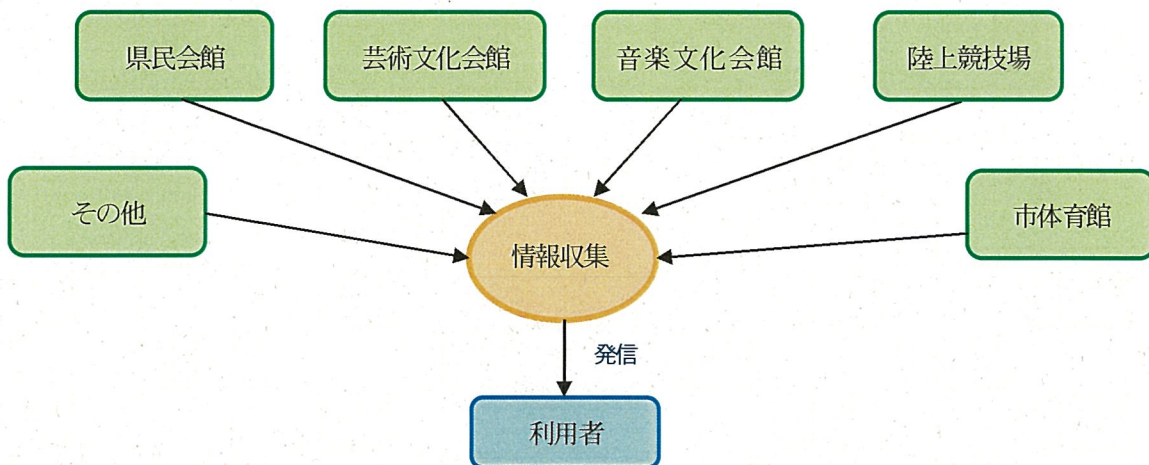 県民会館
芸術文化会館
音楽文化会館
陸上競技場
その他
市体育館
情報収集
発信
利用者